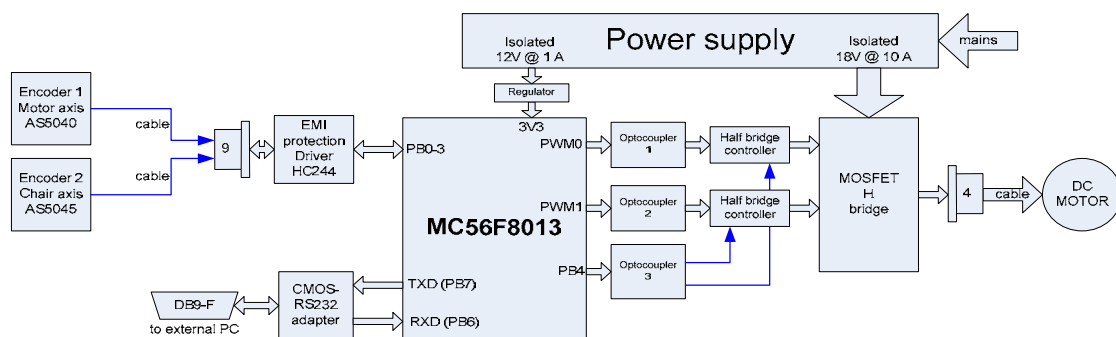 Power supply
Isolated
12V @ 1 A
Isolated
18V @ 10 A
mains
Regulator
Encoder 1
Motor axis
AS5040
cable
Encoder 2
Chair axis
AS5045
cable
9
EMI
protection
Driver
HC244
3V3
PB0-3
PWM0
PWM1
MC56F8013
PB4
TXD (PB7)
RXD (PB6)
Optocoupler
1
Optocoupler
2
Optocoupler
3
Half bridge
controller
Half bridge
controller
MOSFET
H
bridge
4
cable
DC
MOTOR
DB9-F
to external PC
CMOS-
RS232
adapter